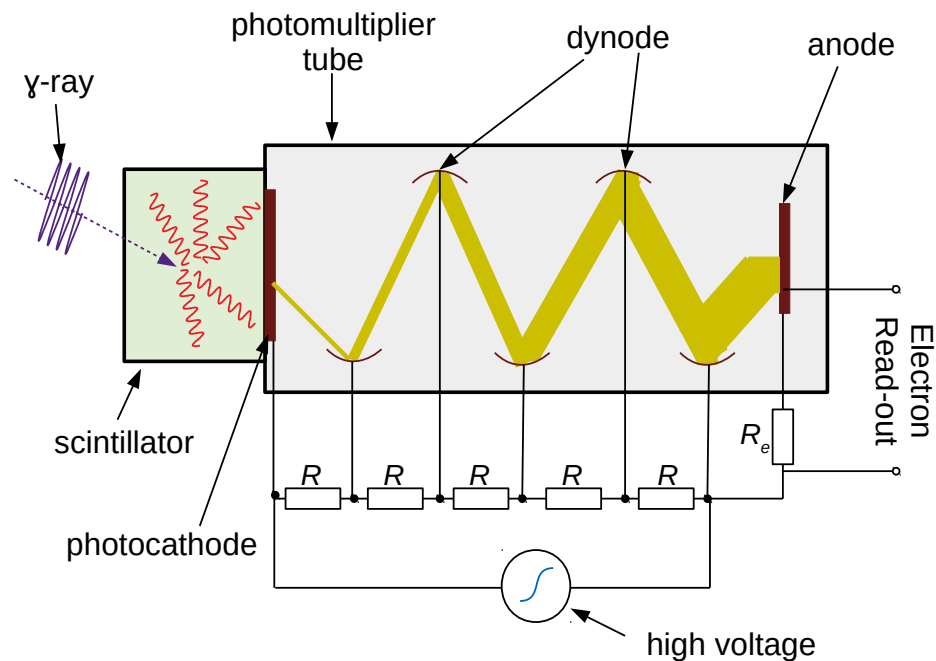 photomultiplier
tube
dynode
anode
ɣ-ray
scintillator
photocathode
R
R
R
R
R
Rₑ
Electron
Read-out
high voltage